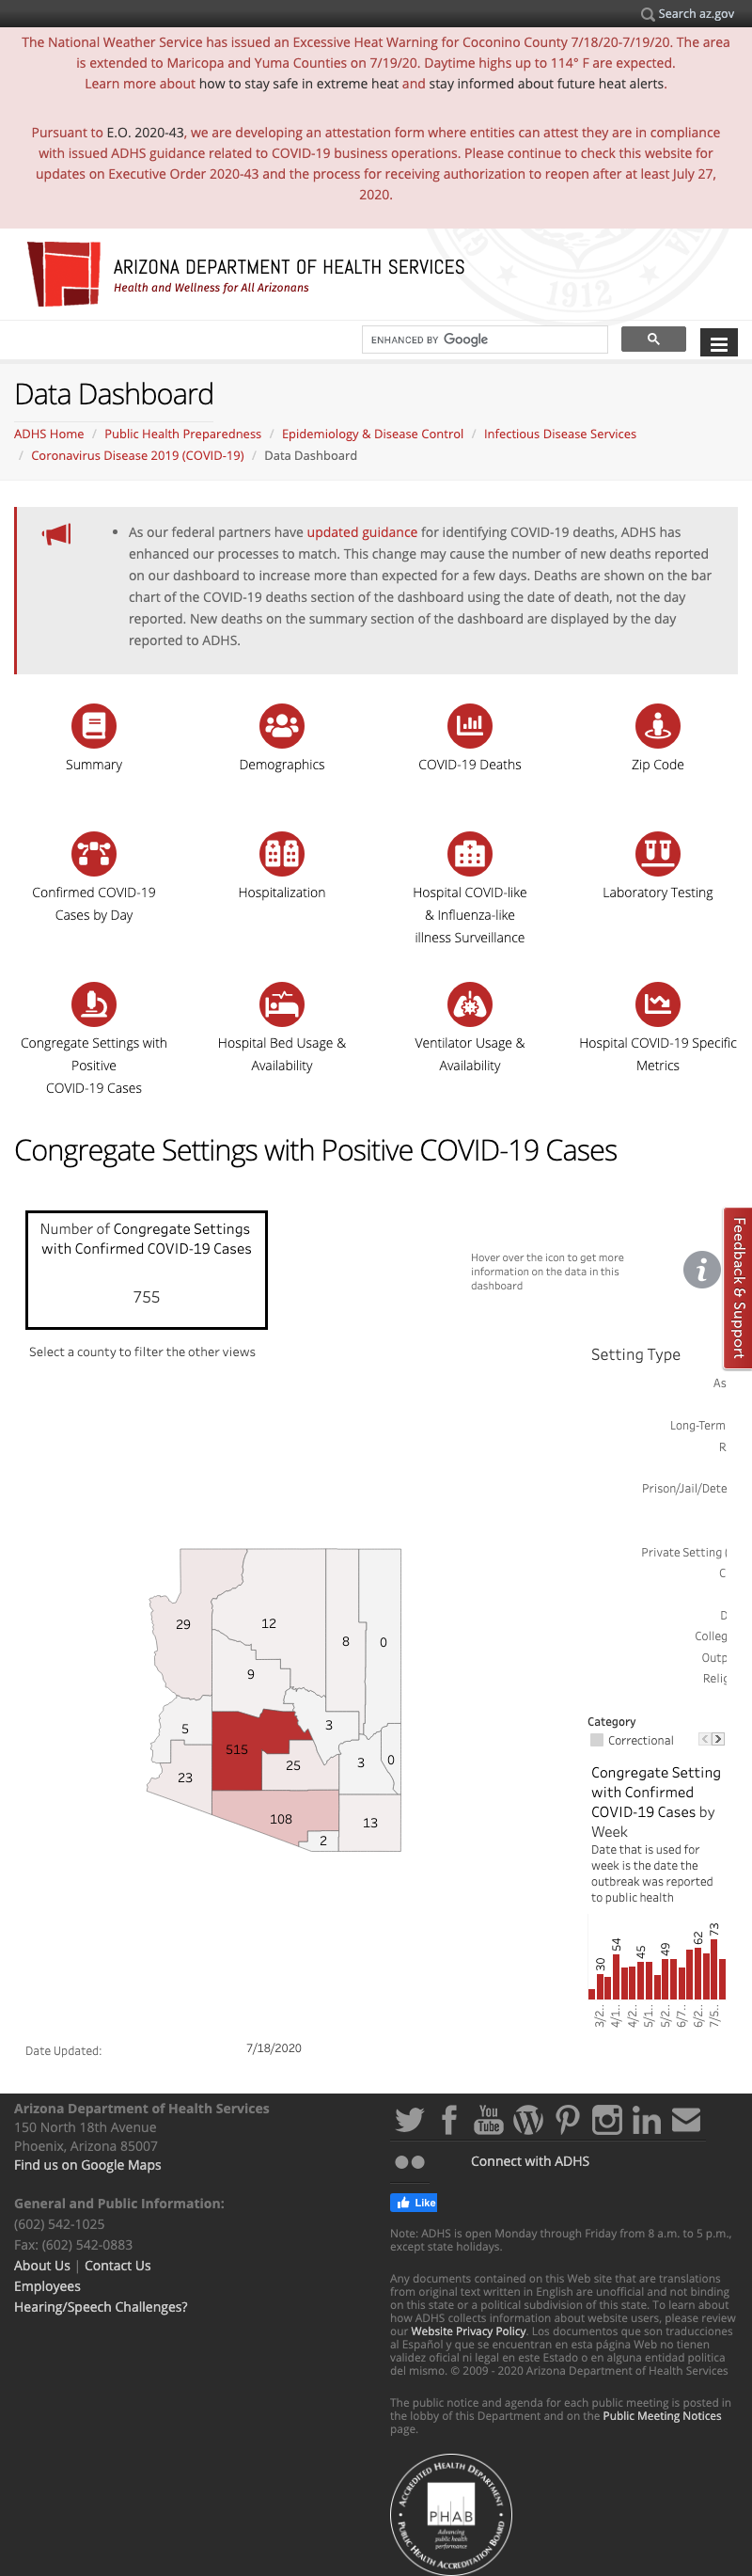 Search az.gov
The National Weather Service has issued an Excessive Heat Warning for Coconino County 7/18/20-7/19/20. The area
is extended to Maricopa and Yuma Counties on 7/19/20. Daytime highs up to 114° F are expected.
Learn more about how to stay safe in extreme heat and stay informed about future heat alerts.
Pursuant to E.O. 2020-43, we are developing an attestation form where entities can attest they are in compliance
with issued ADHS guidance related to COVID-19 business operations. Please continue to check this website for
updates on Executive Order 2020-43 and the process for receiving authorization to reopen after at least July 27,
2020.
ARIZONA DEPARTMENT OF HEALTH SERVICES
Health and Wellness for All Arizonans
1912
ENHANCED BY Google
Data Dashboard
ADHS Home / Public Health Preparedness / Epidemiology & Disease Control / Infectious Disease Services
/ Coronavirus Disease 2019 (COVID-19) / Data Dashboard
• As our federal partners have updated guidance for identifying COVID-19 deaths, ADHS has
enhanced our processes to match. This change may cause the number of new deaths reported
on our dashboard to increase more than expected for a few days. Deaths are shown on the bar
chart of the COVID-19 deaths section of the dashboard using the date of death, not the day
reported. New deaths on the summary section of the dashboard are displayed by the day
reported to ADHS.
Summary
Demographics
COVID-19 Deaths
Zip Code
Confirmed COVID-19
Cases by Day
Hospitalization
Hospital COVID-like
& Influenza-like
illness Surveillance
Laboratory Testing
Congregate Settings with
Positive
COVID-19 Cases
Hospital Bed Usage &
Availability
Ventilator Usage &
Availability
Hospital COVID-19 Specific
Metrics
Congregate Settings with Positive COVID-19 Cases
Number of Congregate Settings
with Confirmed COVID-19 Cases
755
Hover over the icon to get more
information on the data in this
dashboard
i
Feedback & Support
Select a county to filter the other views
Setting Type
As
Long-Term
R
Prison/Jail/Dete
Private Setting (
C
D
Colleg
Outp
Relig
29
12
8
0
9
5
3
515
25
3
0
23
108
13
2
Category
Correctional
Congregate Setting
with Confirmed
COVID-19 Cases by
Week
Date that is used for
week is the date the
outbreak was reported
to public health
30
54
45
49
62
73
3/2..
4/1..
4/2..
5/1..
5/2..
6/7..
6/2..
7/5..
Date Updated:
7/18/2020
Arizona Department of Health Services
150 North 18th Avenue
Phoenix, Arizona 85007
Find us on Google Maps
General and Public Information:
(602) 542-1025
Fax: (602) 542-0883
About Us | Contact Us
Employees
Hearing/Speech Challenges?
You
Tube
Connect with ADHS
Like
Note: ADHS is open Monday through Friday from 8 a.m. to 5 p.m.,
except state holidays.
Any documents contained on this Web site that are translations
from original text written in English are unofficial and not binding
on this state or a political subdivision of this state. To learn about
how ADHS collects information about website users, please review
our Website Privacy Policy. Los documentos que son traducciones
al Español y que se encuentran en esta página Web no tienen
validez oficial ni legal en este Estado o en alguna entidad política
del mismo. © 2009 - 2020 Arizona Department of Health Services
The public notice and agenda for each public meeting is posted in
the lobby of this Department and on the Public Meeting Notices
page.
ACCREDITED HEALTH DEPARTMENT
PHAB
Advancing
public health
performance
PUBLIC HEALTH ACCREDITATION BOARD